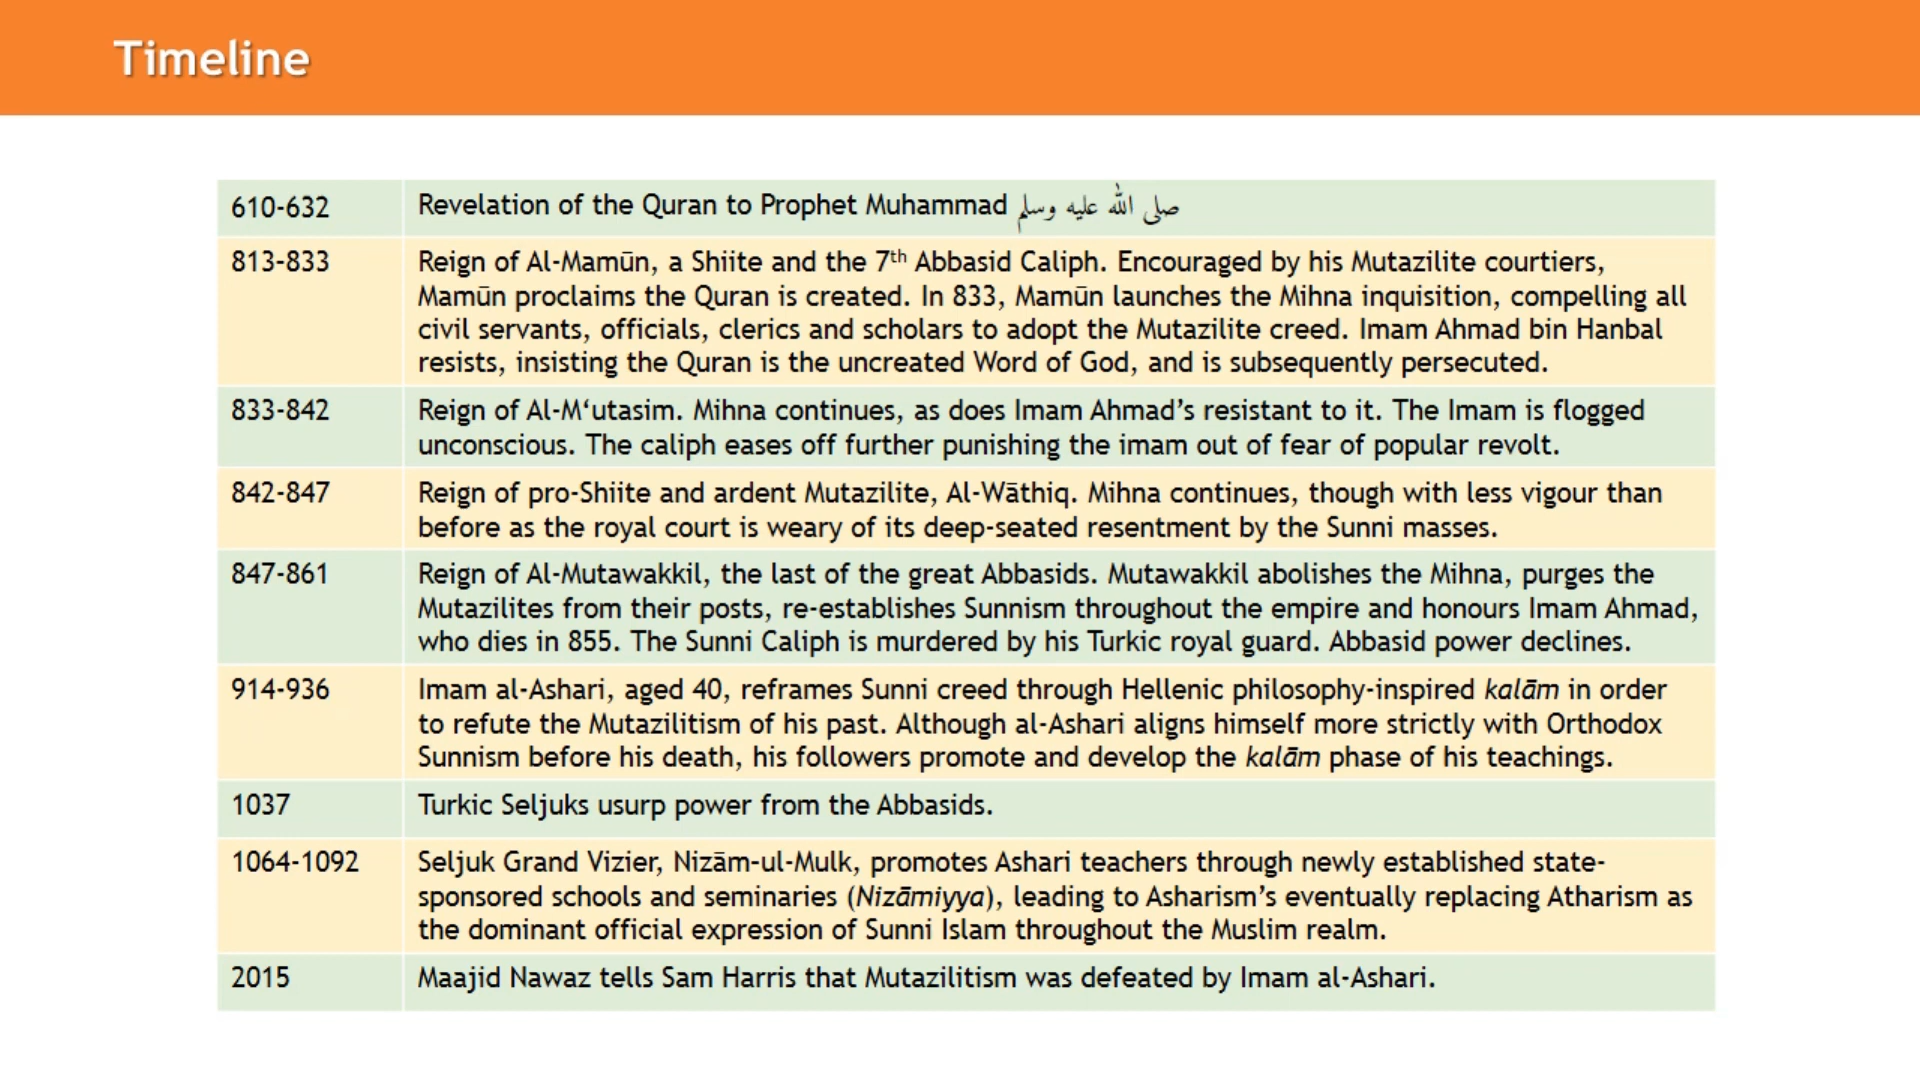 Timeline
610-632
Revelation of the Quran to Prophet Muhammad صلى الله عليه وسلم
813-833
Reign of Al-Mamūn, a Shiite and the 7th Abbasid Caliph. Encouraged by his Mutazilite courtiers,
Mamūn proclaims the Quran is created. In 833, Mamūn launches the Mihna inquisition, compelling all
civil servants, officials, clerics and scholars to adopt the Mutazilite creed. Imam Ahmad bin Hanbal
resists, insisting the Quran is the uncreated Word of God, and is subsequently persecuted.
833-842
Reign of Al-M‘utasim. Mihna continues, as does Imam Ahmad’s resistant to it. The Imam is flogged
unconscious. The caliph eases off further punishing the imam out of fear of popular revolt.
842-847
Reign of pro-Shiite and ardent Mutazilite, Al-Wāthiq. Mihna continues, though with less vigour than
before as the royal court is weary of its deep-seated resentment by the Sunni masses.
847-861
Reign of Al-Mutawakkil, the last of the great Abbasids. Mutawakkil abolishes the Mihna, purges the
Mutazilites from their posts, re-establishes Sunnism throughout the empire and honours Imam Ahmad,
who dies in 855. The Sunni Caliph is murdered by his Turkic royal guard. Abbasid power declines.
914-936
Imam al-Ashari, aged 40, reframes Sunni creed through Hellenic philosophy-inspired kalām in order
to refute the Mutazilitism of his past. Although al-Ashari aligns himself more strictly with Orthodox
Sunnism before his death, his followers promote and develop the kalām phase of his teachings.
1037
Turkic Seljuks usurp power from the Abbasids.
1064-1092
Seljuk Grand Vizier, Nizām-ul-Mulk, promotes Ashari teachers through newly established state-
sponsored schools and seminaries (Nizāmiyya), leading to Asharism’s eventually replacing Atharism as
the dominant official expression of Sunni Islam throughout the Muslim realm.
2015
Maajid Nawaz tells Sam Harris that Mutazilitism was defeated by Imam al-Ashari.